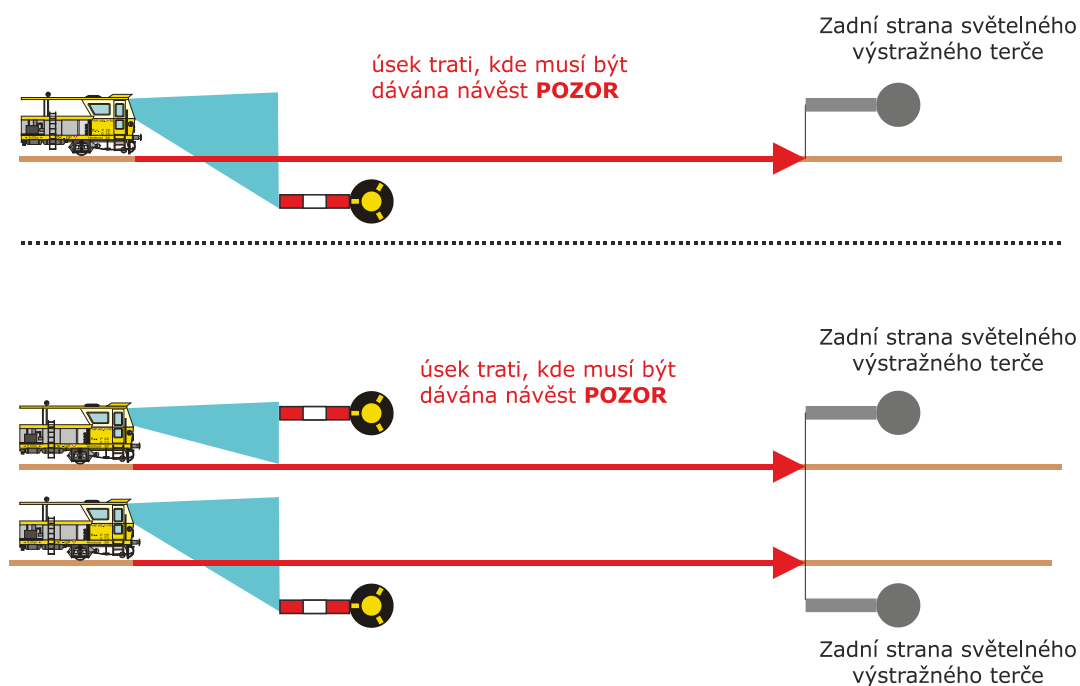 Zadní strana světelného
výstražného terče
úsek trati, kde musí být
dávána návěst POZOR
Zadní strana světelného
výstražného terče
úsek trati, kde musí být
dávána návěst POZOR
Zadní strana světelného
výstražného terče